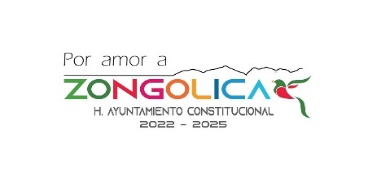 Por amor a
ZONGOLICA
H. AYUNTAMIENTO CONSTITUCIONAL
2022 - 2025